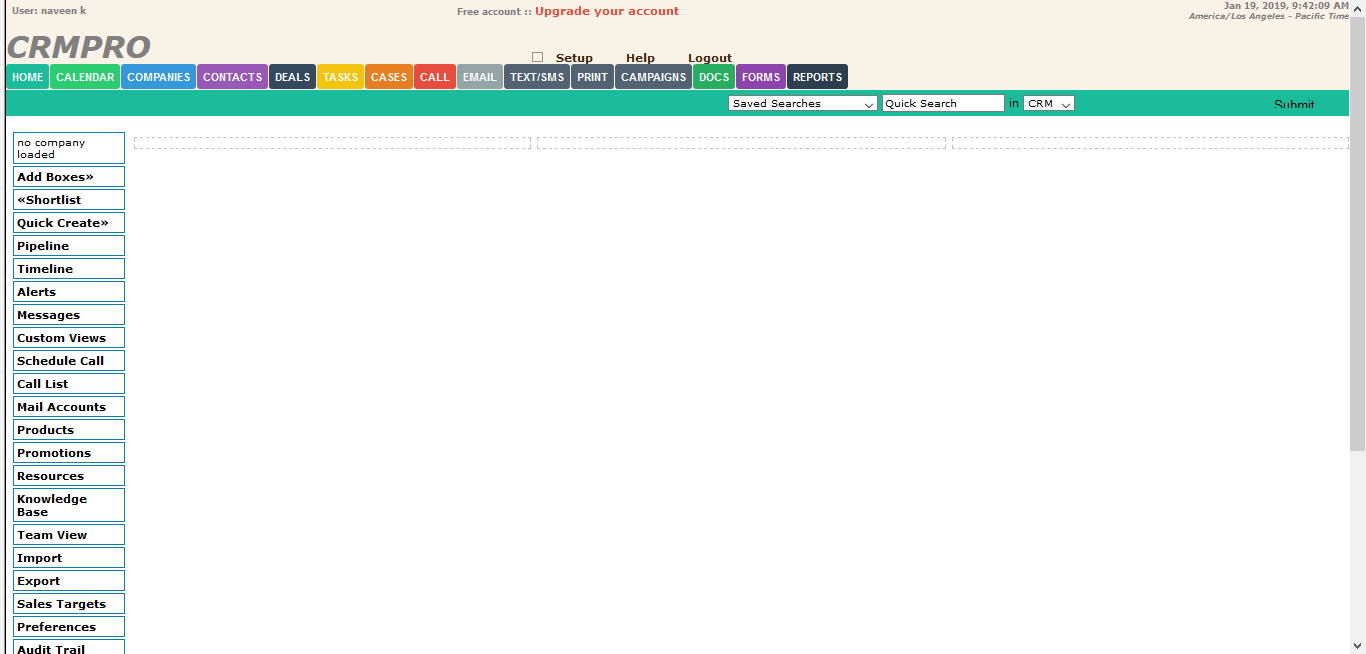 User: naveen k
Free account :: Upgrade your account
Jan 19, 2019, 9:42:09 AM
America/Los Angeles - Pacific Time
CRMPRO
Setup Help Logout
HOME CALENDAR COMPANIES CONTACTS DEALS TASKS CASES CALL EMAIL TEXT/SMS PRINT CAMPAIGNS DOCS FORMS REPORTS
Saved Searches Quick Search in CRM Submit
no company
loaded
Add Boxes»
«Shortlist
Quick Create»
Pipeline
Timeline
Alerts
Messages
Custom Views
Schedule Call
Call List
Mail Accounts
Products
Promotions
Resources
Knowledge
Base
Team View
Import
Export
Sales Targets
Preferences
Audit Trail